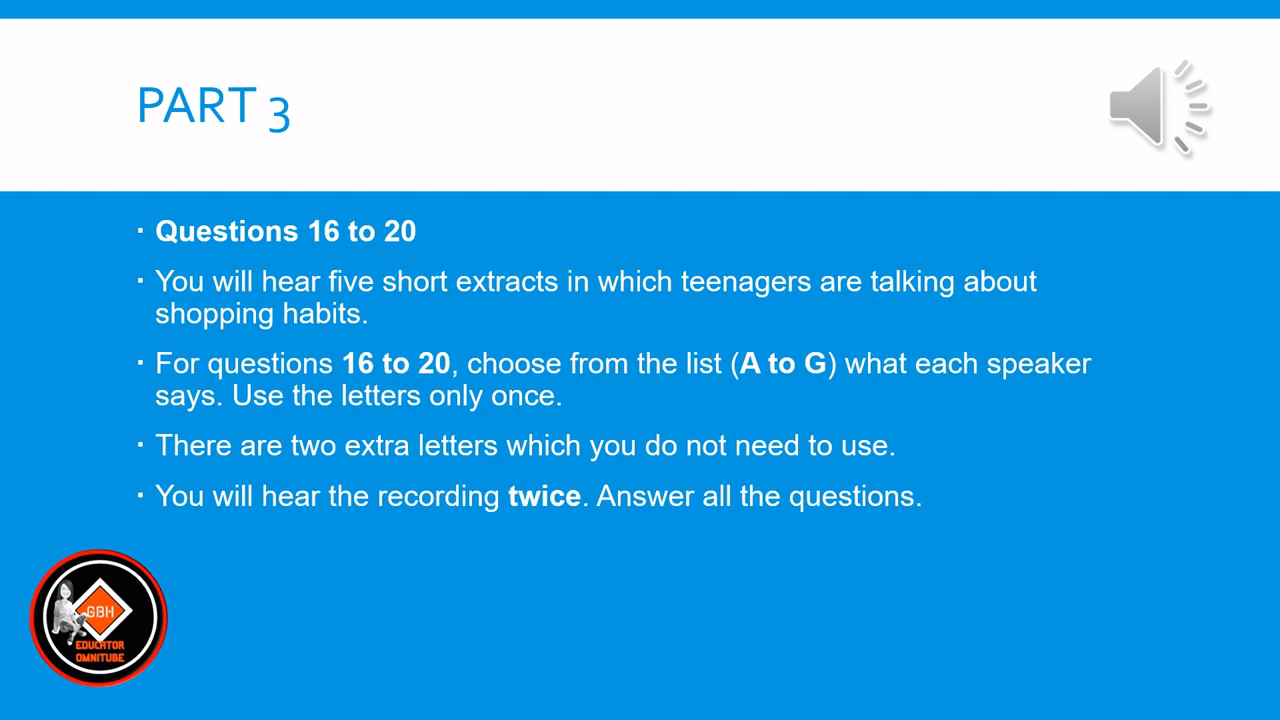 PART 3
· Questions 16 to 20
· You will hear five short extracts in which teenagers are talking about
shopping habits.
· For questions 16 to 20, choose from the list (A to G) what each speaker
says. Use the letters only once.
· There are two extra letters which you do not need to use.
· You will hear the recording twice. Answer all the questions.
GBH
EDUCATOR
OMNITUBE